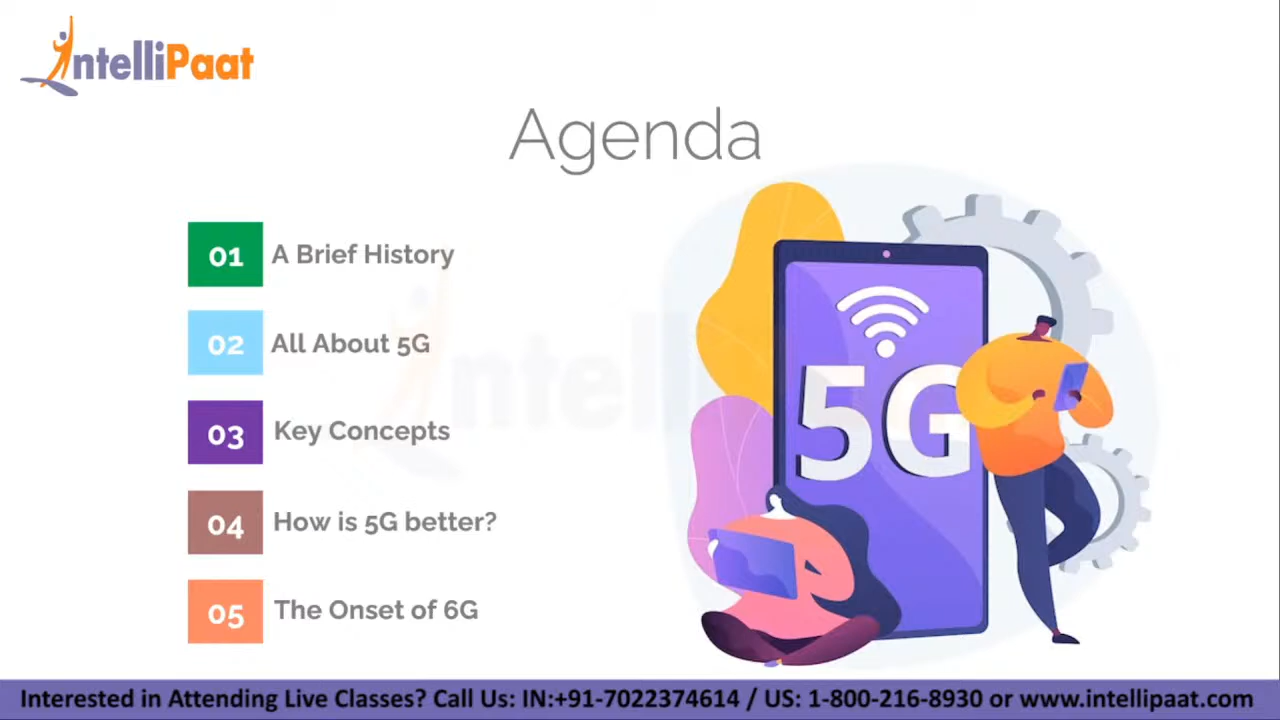 IntelliPaat
Agenda
01 A Brief History
02 All About 5G
03 Key Concepts
04 How is 5G better?
05 The Onset of 6G
5G
Interested in Attending Live Classes? Call Us: IN:+91-7022374614 / US: 1-800-216-8930 or www.intellipaat.com